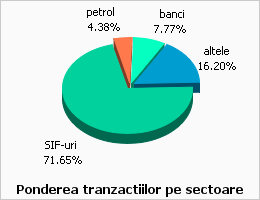 petrol
4.38%
banci
7.77%
altele
16.20%
SIF-uri
71.65%
Ponderea tranzactiilor pe sectoare